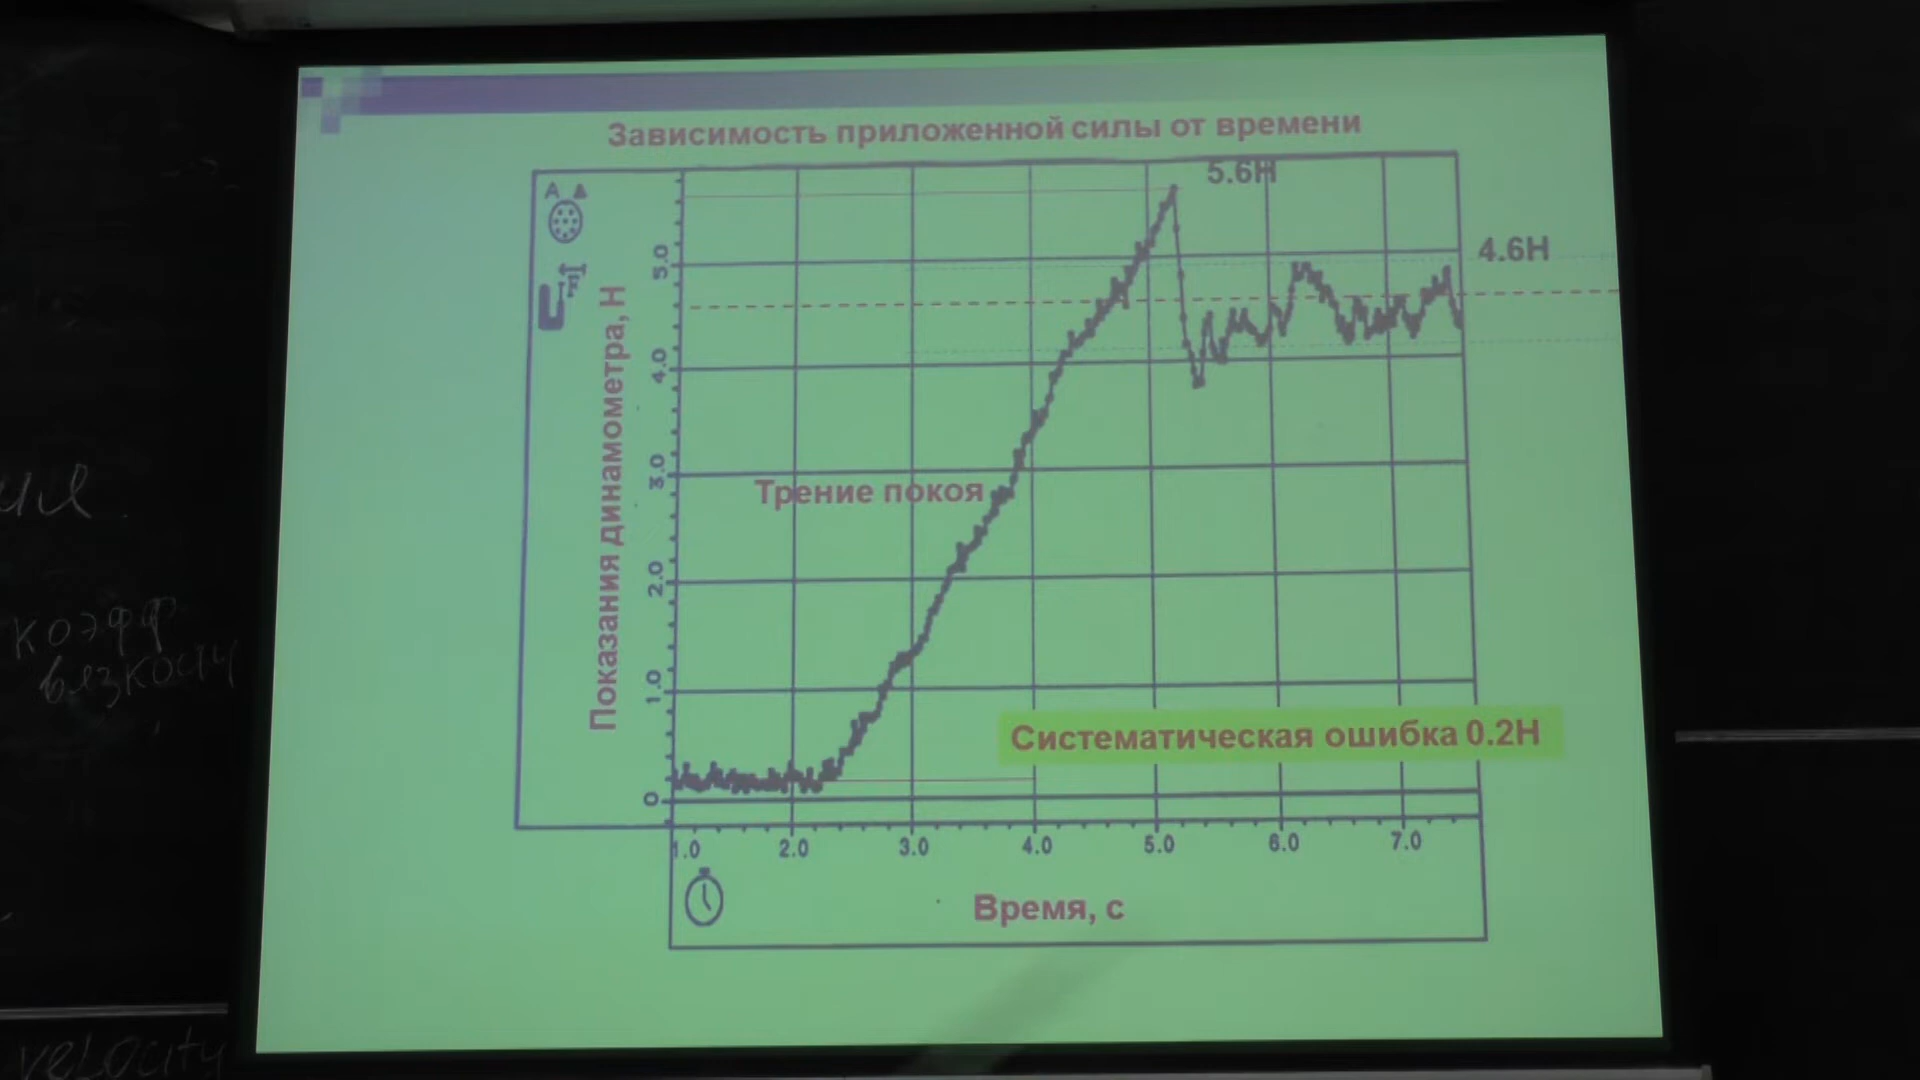 Зависимость приложенной силы от времени
A
5.6Н
4.6Н
Показания динамометра, Н
5.0
4.0
3.0
2.0
1.0
0
Трение покоя
Систематическая ошибка 0.2Н
1.0 2.0 3.0 4.0 5.0 6.0 7.0
Время, с
коэфф
вязкости
velocity